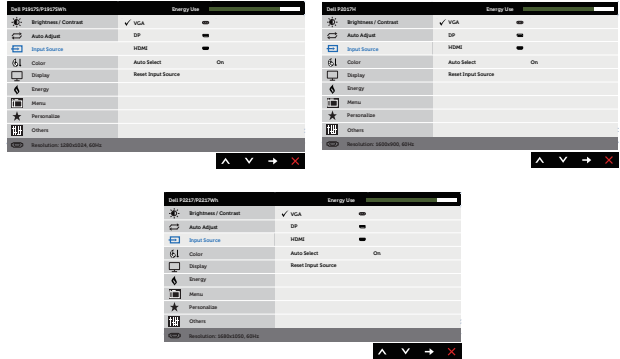 Dell P1917S/P1917SWh Energy Use
Brightness / Contrast ✓ VGA
Auto Adjust DP
Input Source HDMI
Color Auto Select On
Display Reset Input Source
Energy
Menu
Personalize
Others
Resolution: 1280x1024, 60Hz
Dell P2017H Energy Use
Brightness / Contrast ✓ VGA
Auto Adjust DP
Input Source HDMI
Color Auto Select On
Display Reset Input Source
Energy
Menu
Personalize
Others
Resolution: 1600x900, 60Hz
Dell P2217/P2217Wh Energy Use
Brightness / Contrast ✓ VGA
Auto Adjust DP
Input Source HDMI
Color Auto Select On
Display Reset Input Source
Energy
Menu
Personalize
Others
Resolution: 1680x1050, 60Hz